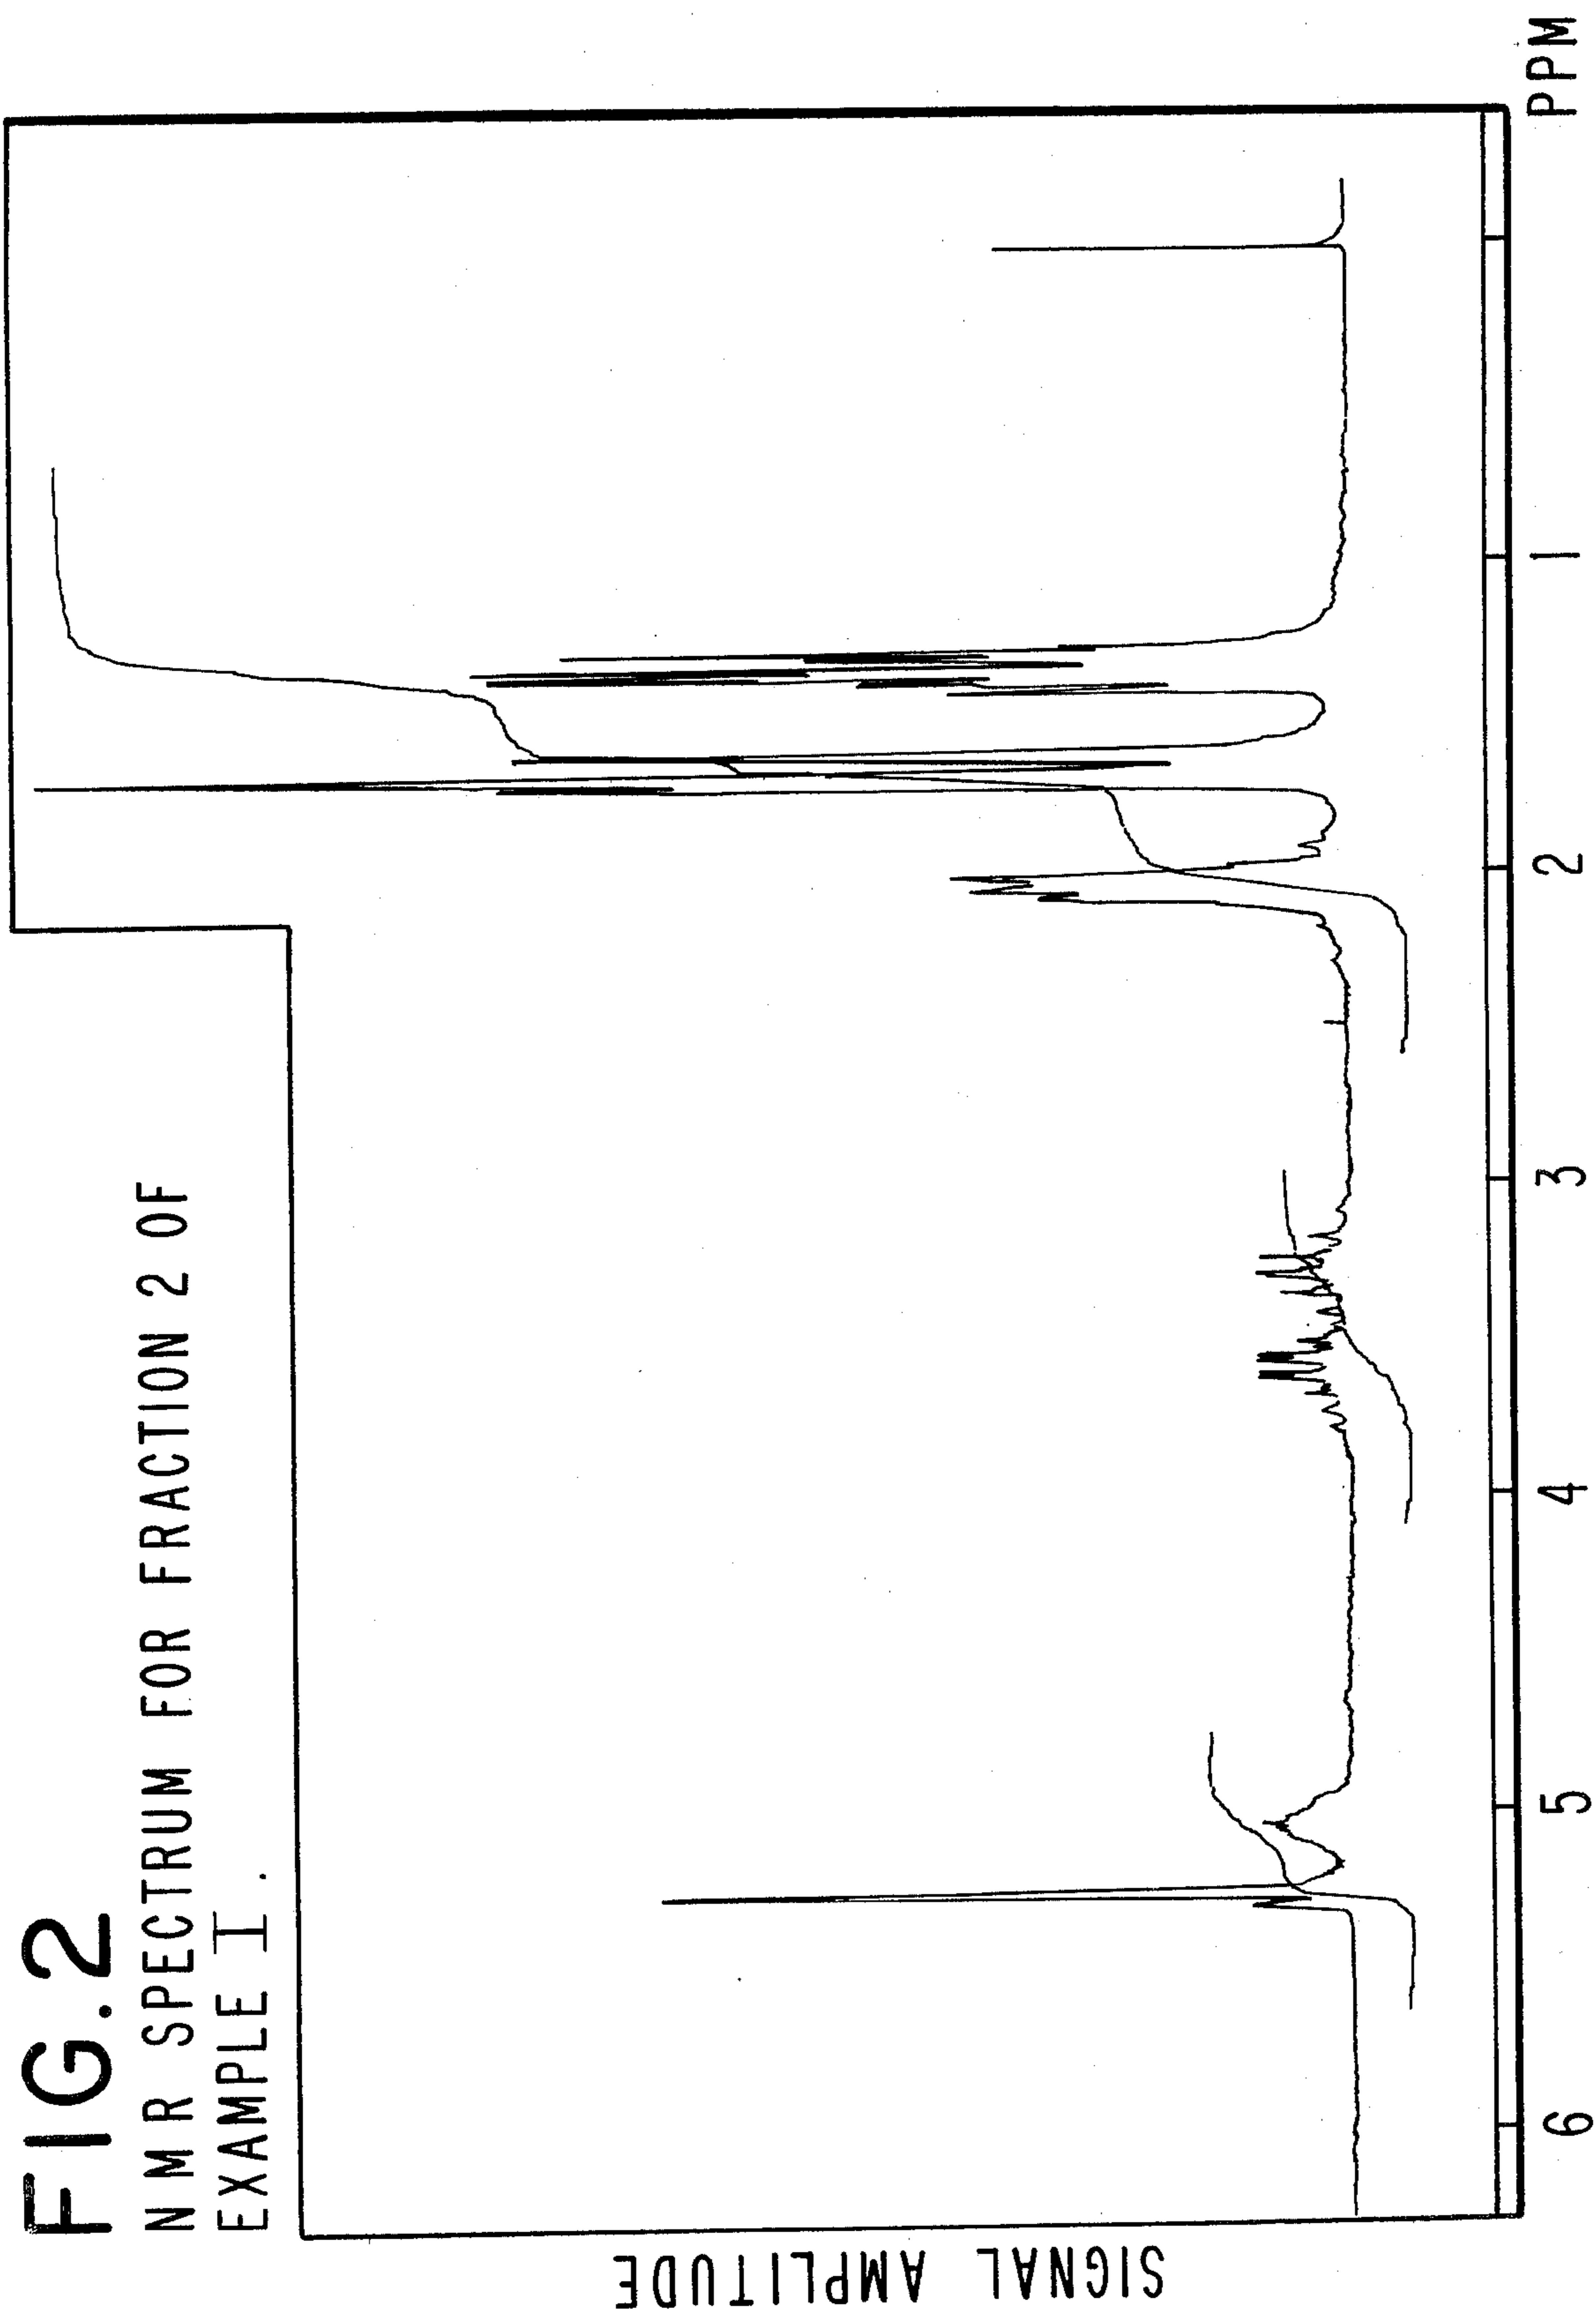 FIG.2
NMR SPECTRUM FOR FRACTION 2 OF
EXAMPLE I.
SIGNAL AMPLITUDE
6 5 4 3 2 1 PPM